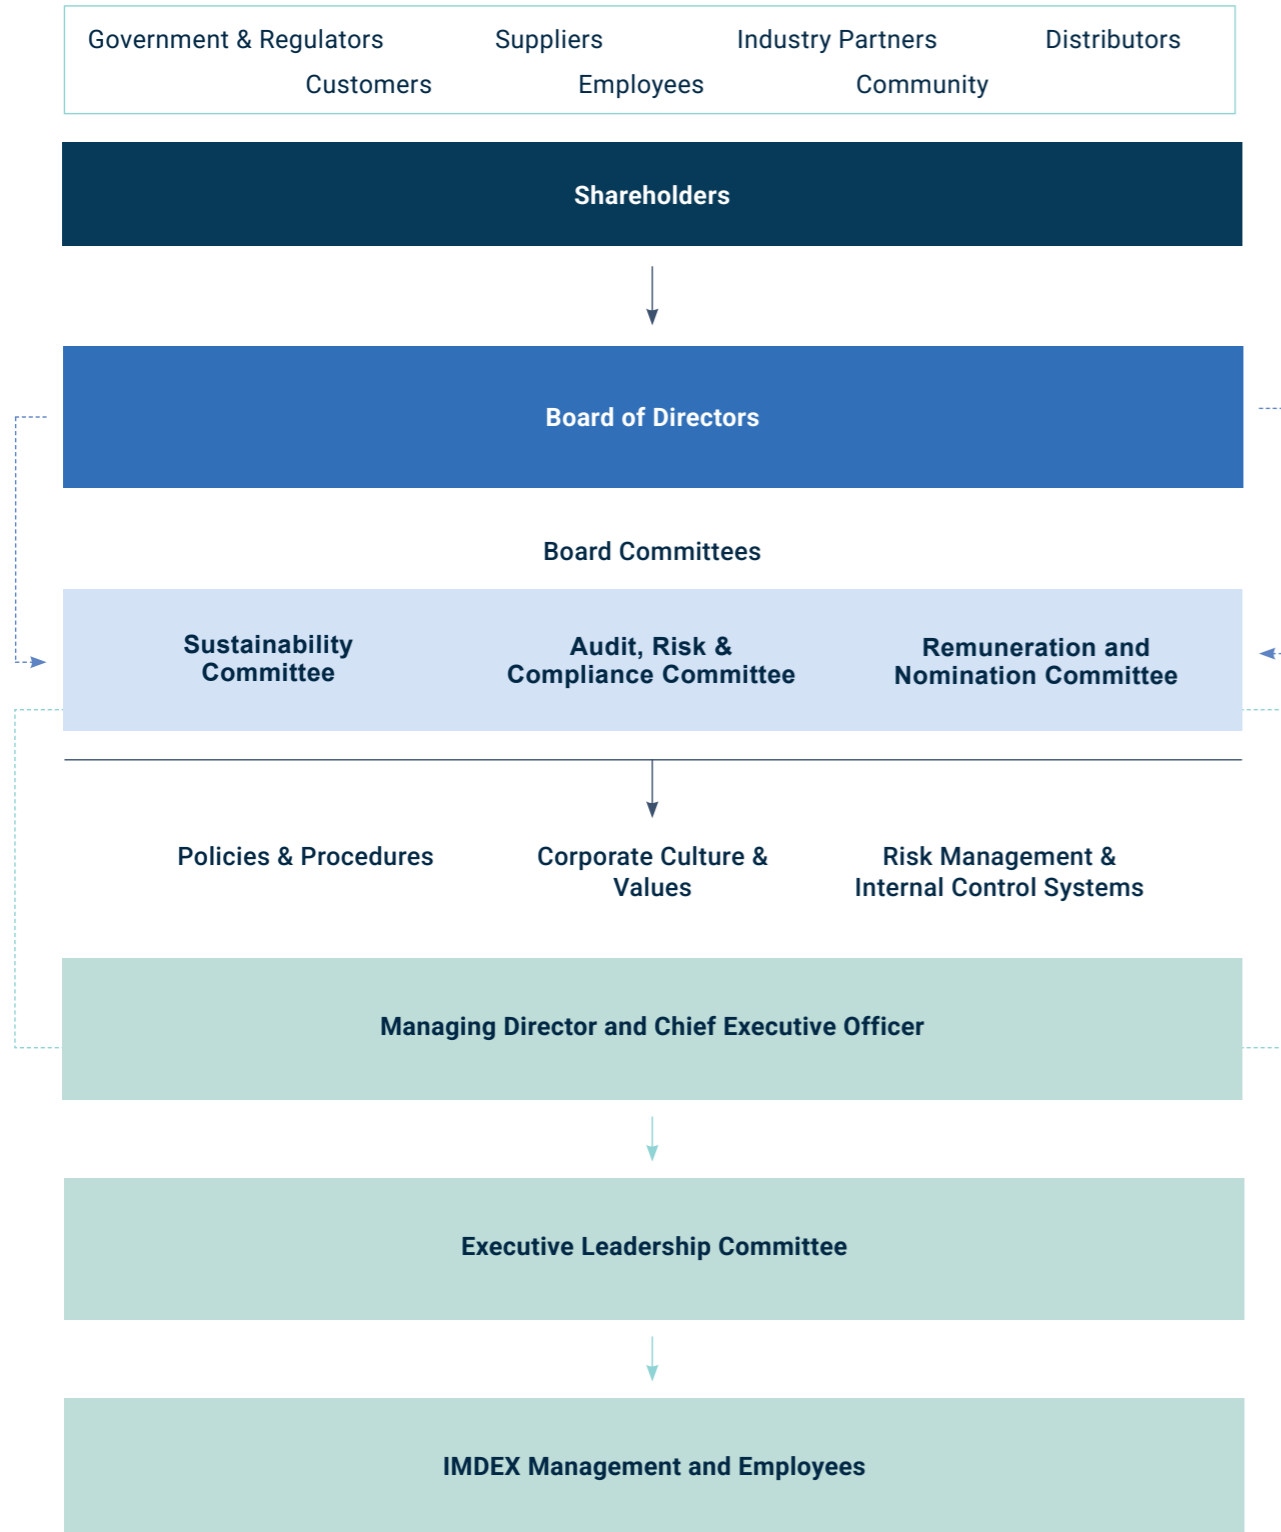 Government & Regulators Suppliers Industry Partners Distributors
Customers Employees Community
Shareholders
Board of Directors
Board Committees
Sustainability
Committee
Audit, Risk &
Compliance Committee
Remuneration and
Nomination Committee
Policies & Procedures
Corporate Culture &
Values
Risk Management &
Internal Control Systems
Managing Director and Chief Executive Officer
Executive Leadership Committee
IMDEX Management and Employees